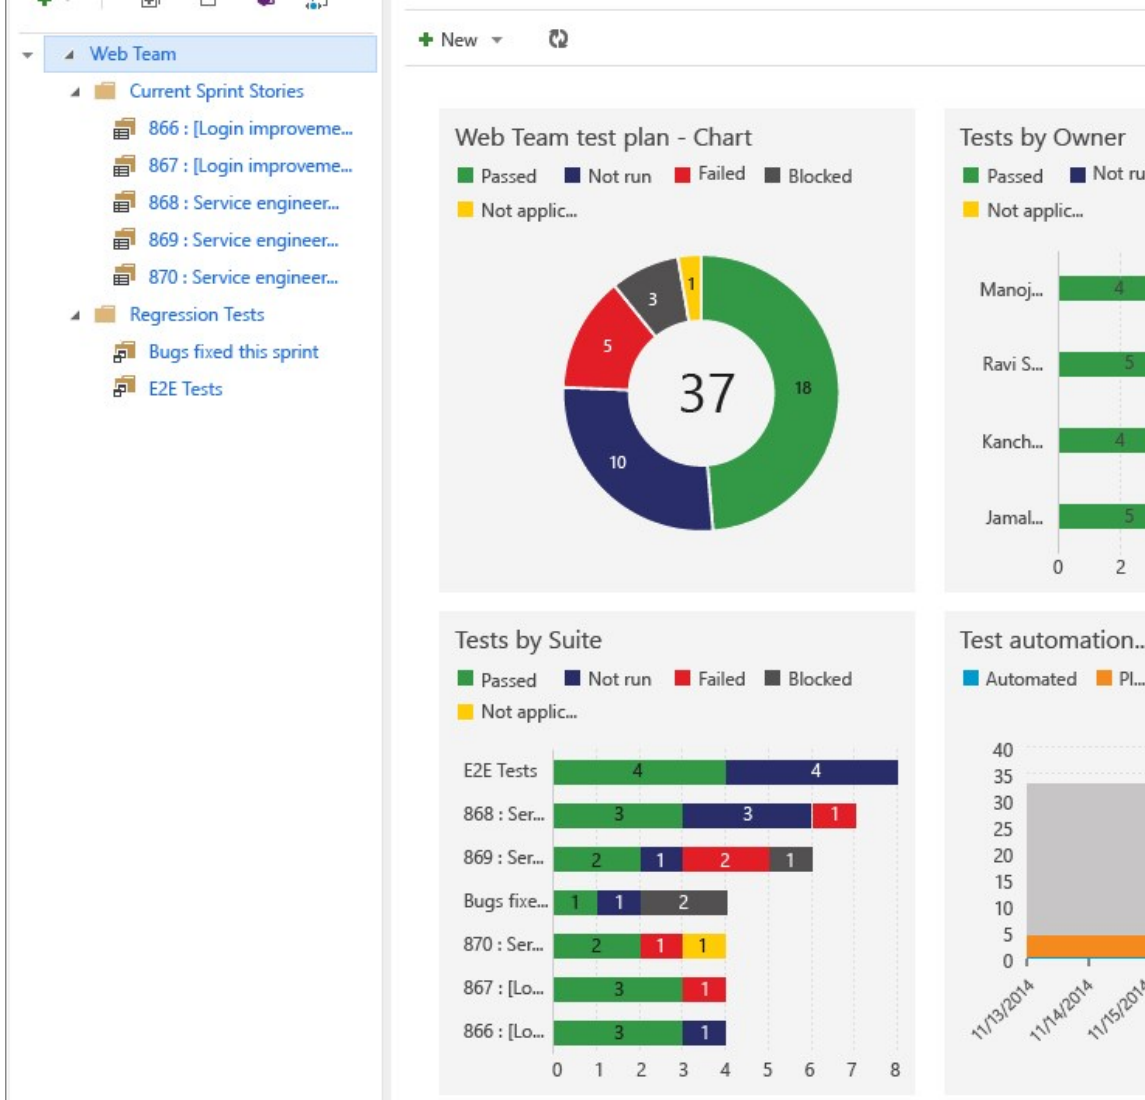 Web Team
Current Sprint Stories
866 : [Login improveme...
867 : [Login improveme...
868 : Service engineer...
869 : Service engineer...
870 : Service engineer...
Regression Tests
Bugs fixed this sprint
E2E Tests
New
Web Team test plan - Chart
Passed Not run Failed Blocked
Not applic...
1
3
5
18
10
37
Tests by Owner
Passed Not ru
Not applic...
Manoj... 4
Ravi S... 5
Kanch... 4
Jamal... 5
0 2
Tests by Suite
Passed Not run Failed Blocked
Not applic...
E2E Tests 4 4
868 : Ser... 3 3 1
869 : Ser... 2 1 2 1
Bugs fixe... 1 1 2
870 : Ser... 2 1 1
867 : [Lo... 3 1
866 : [Lo... 3 1
0 1 2 3 4 5 6 7 8
Test automation...
Automated Pl...
40
35
30
25
20
15
10
5
0
11/13/2014 11/14/2014 11/15/2014